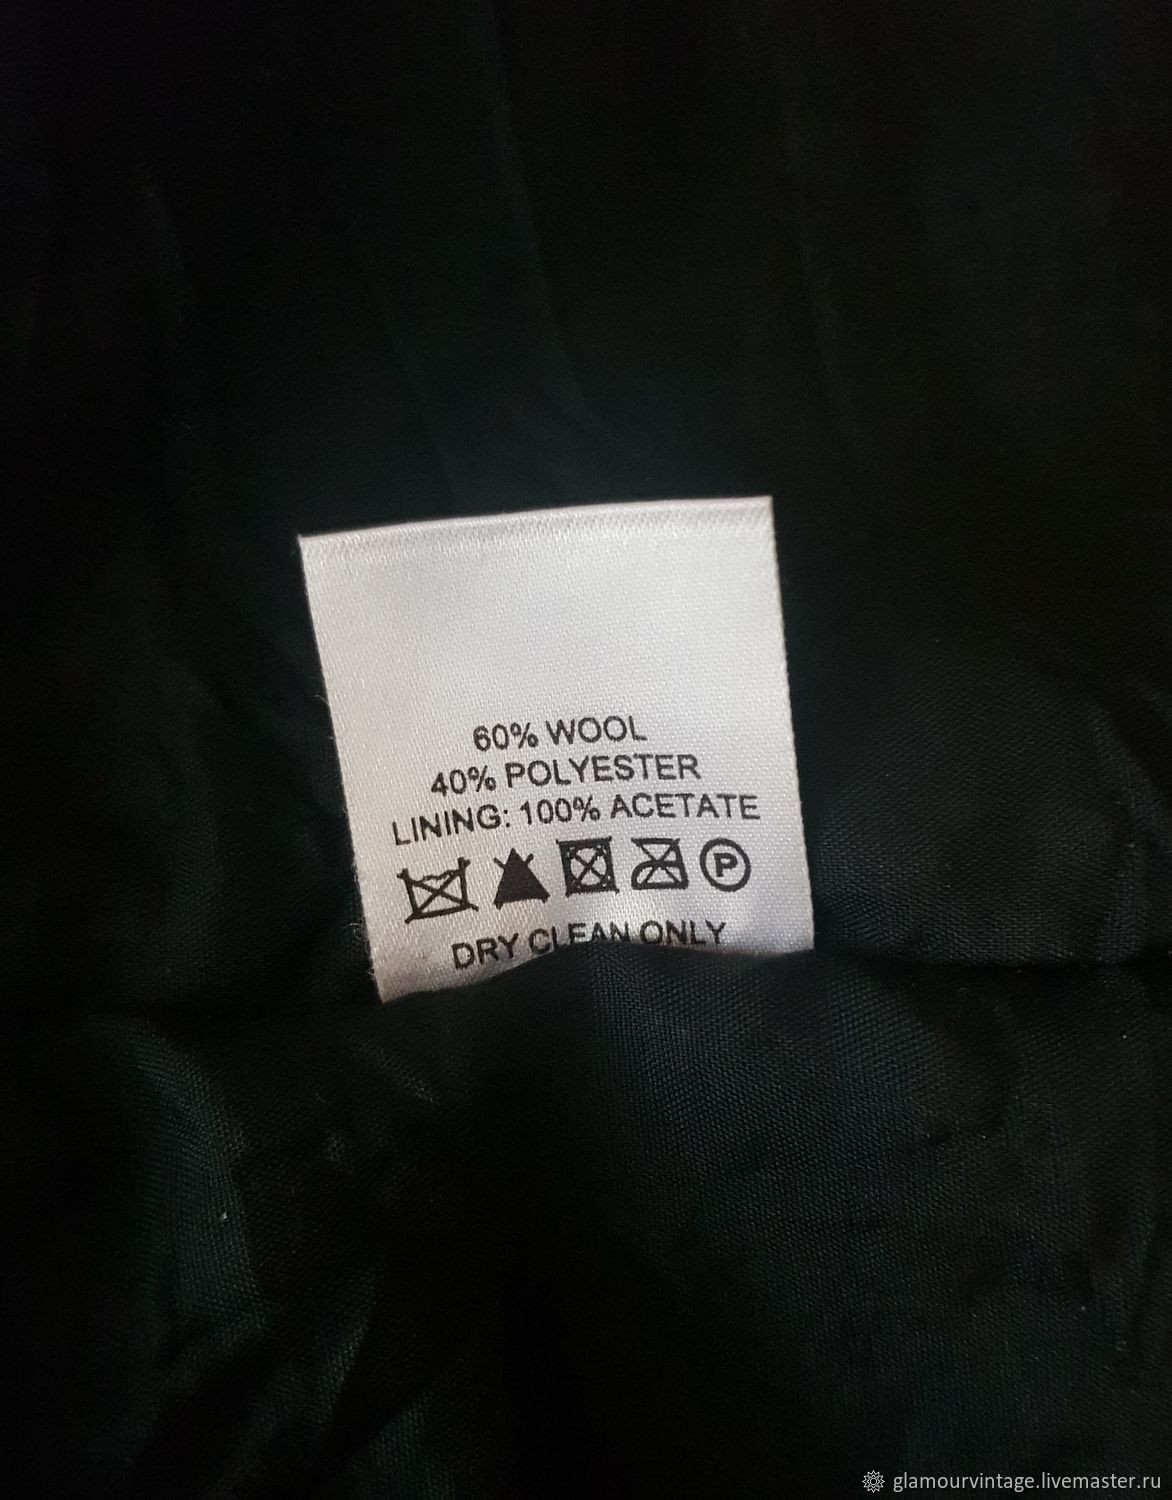 60% WOOL
40% POLYESTER
LINING: 100% ACETATE
P
DRY CLEAN ONLY
glamourvintage.livemaster.ru